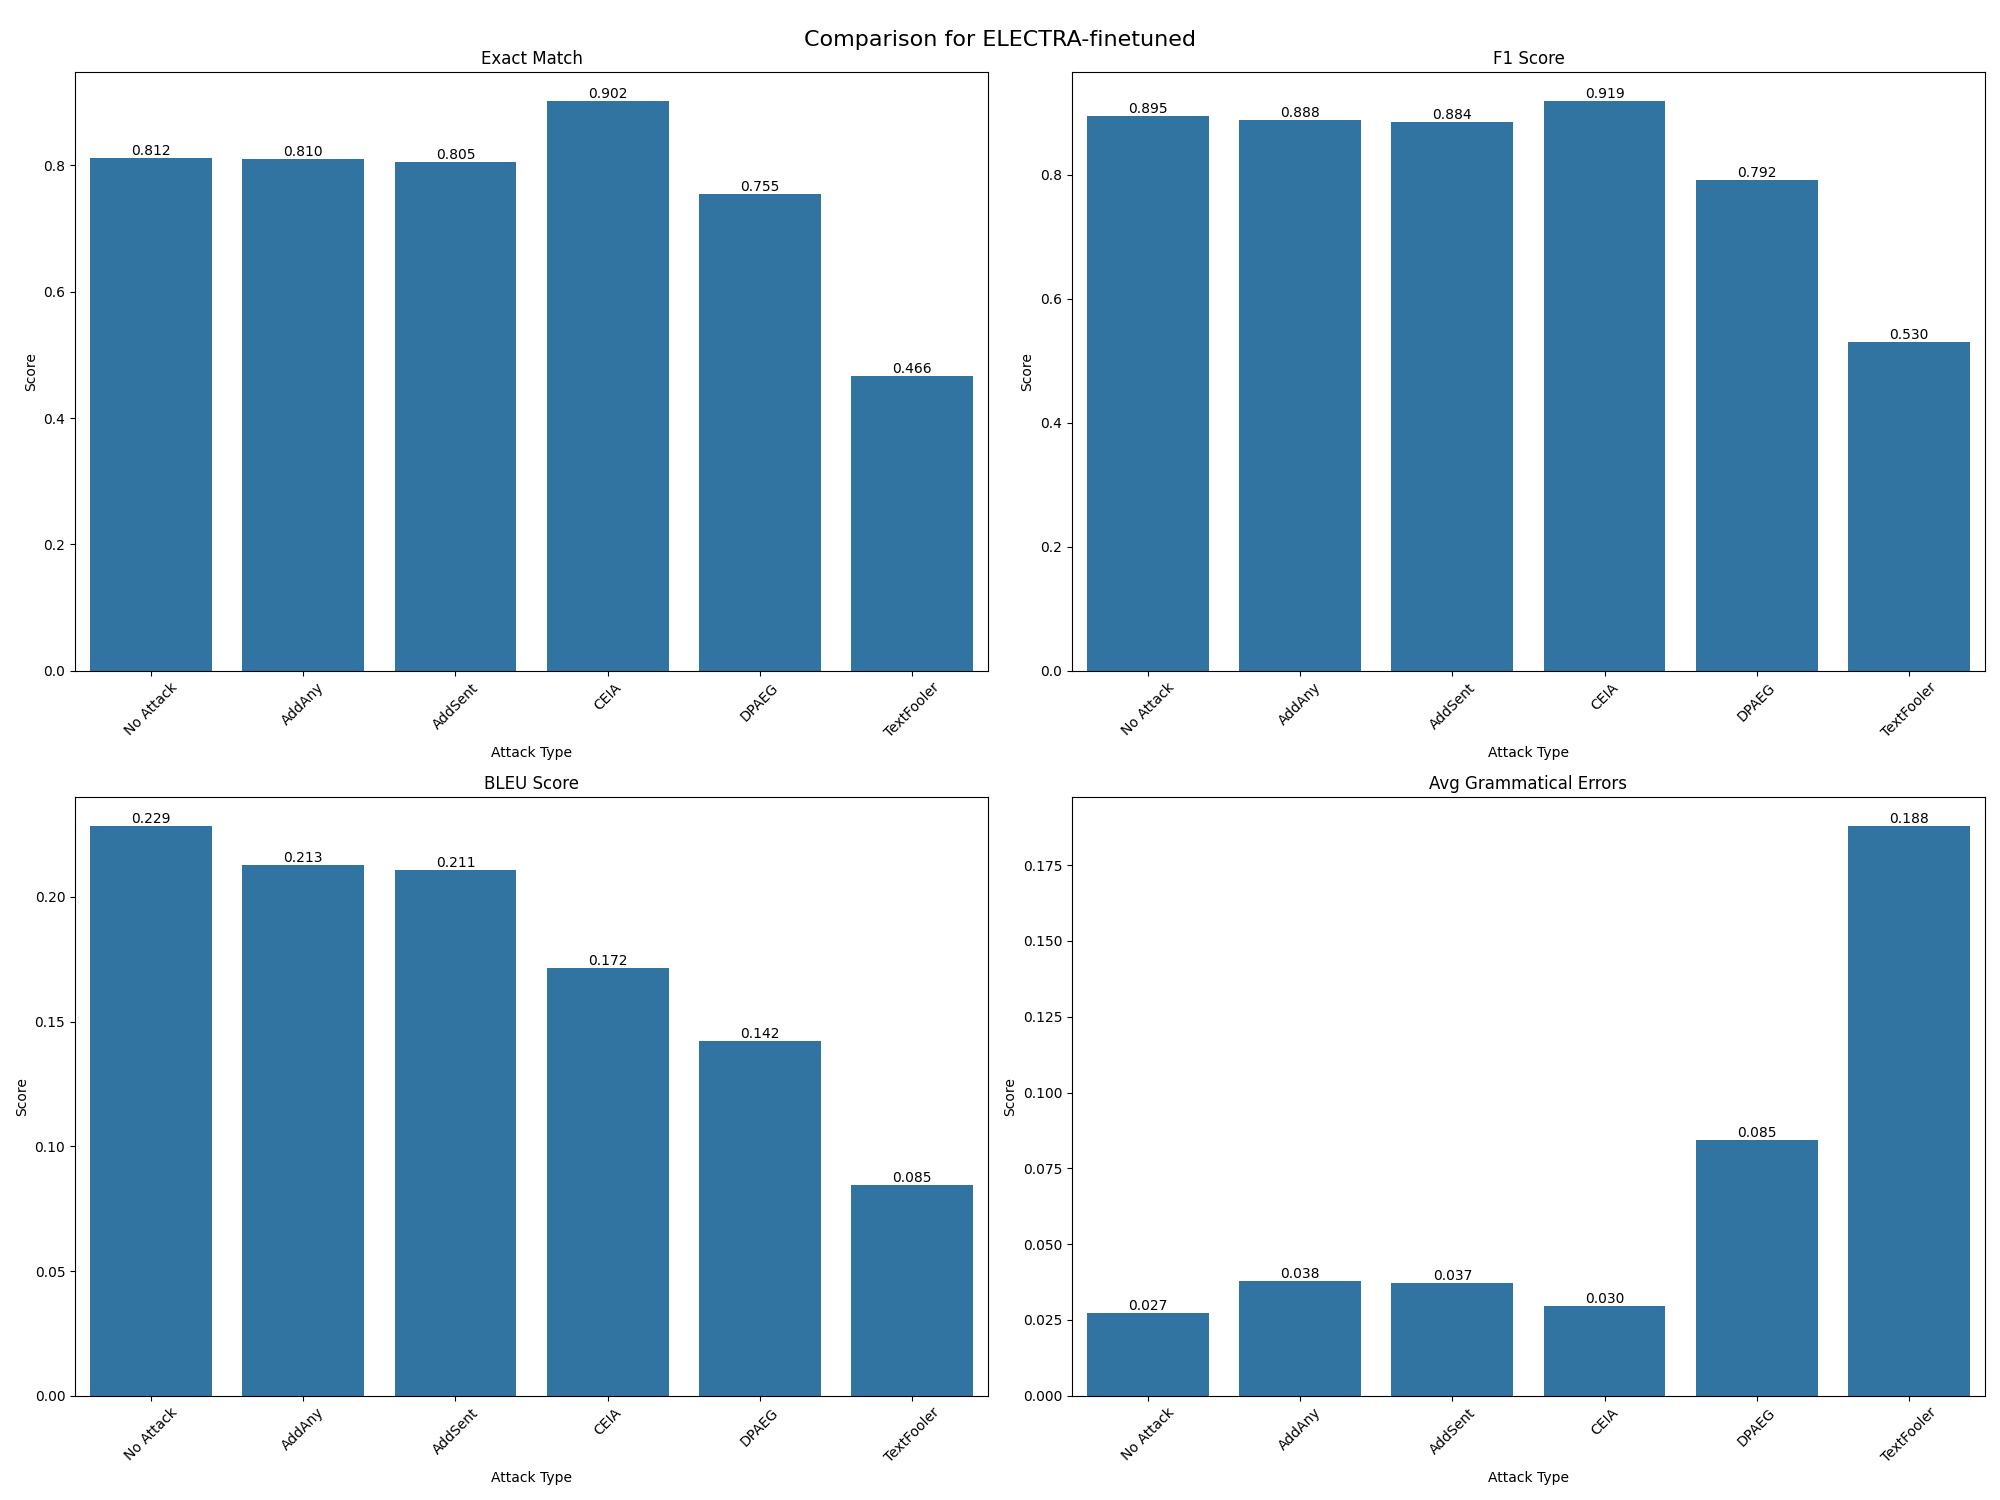 Comparison for ELECTRA-finetuned
Exact Match
0.902
0.812
0.810
0.805
0.755
0.466
0.8
0.6
0.4
0.2
0.0
Score
No Attack
AddAny
AddSent
CEIA
DPAEG
TextFooler
Attack Type
F1 Score
0.919
0.895
0.888
0.884
0.792
0.530
0.8
0.6
0.4
0.2
0.0
Score
No Attack
AddAny
AddSent
CEIA
DPAEG
TextFooler
Attack Type
BLEU Score
0.229
0.213
0.211
0.172
0.142
0.085
0.20
0.15
0.10
0.05
0.00
Score
No Attack
AddAny
AddSent
CEIA
DPAEG
TextFooler
Attack Type
Avg Grammatical Errors
0.188
0.085
0.038
0.037
0.030
0.027
0.175
0.150
0.125
0.100
0.075
0.050
0.025
0.000
Score
No Attack
AddAny
AddSent
CEIA
DPAEG
TextFooler
Attack Type